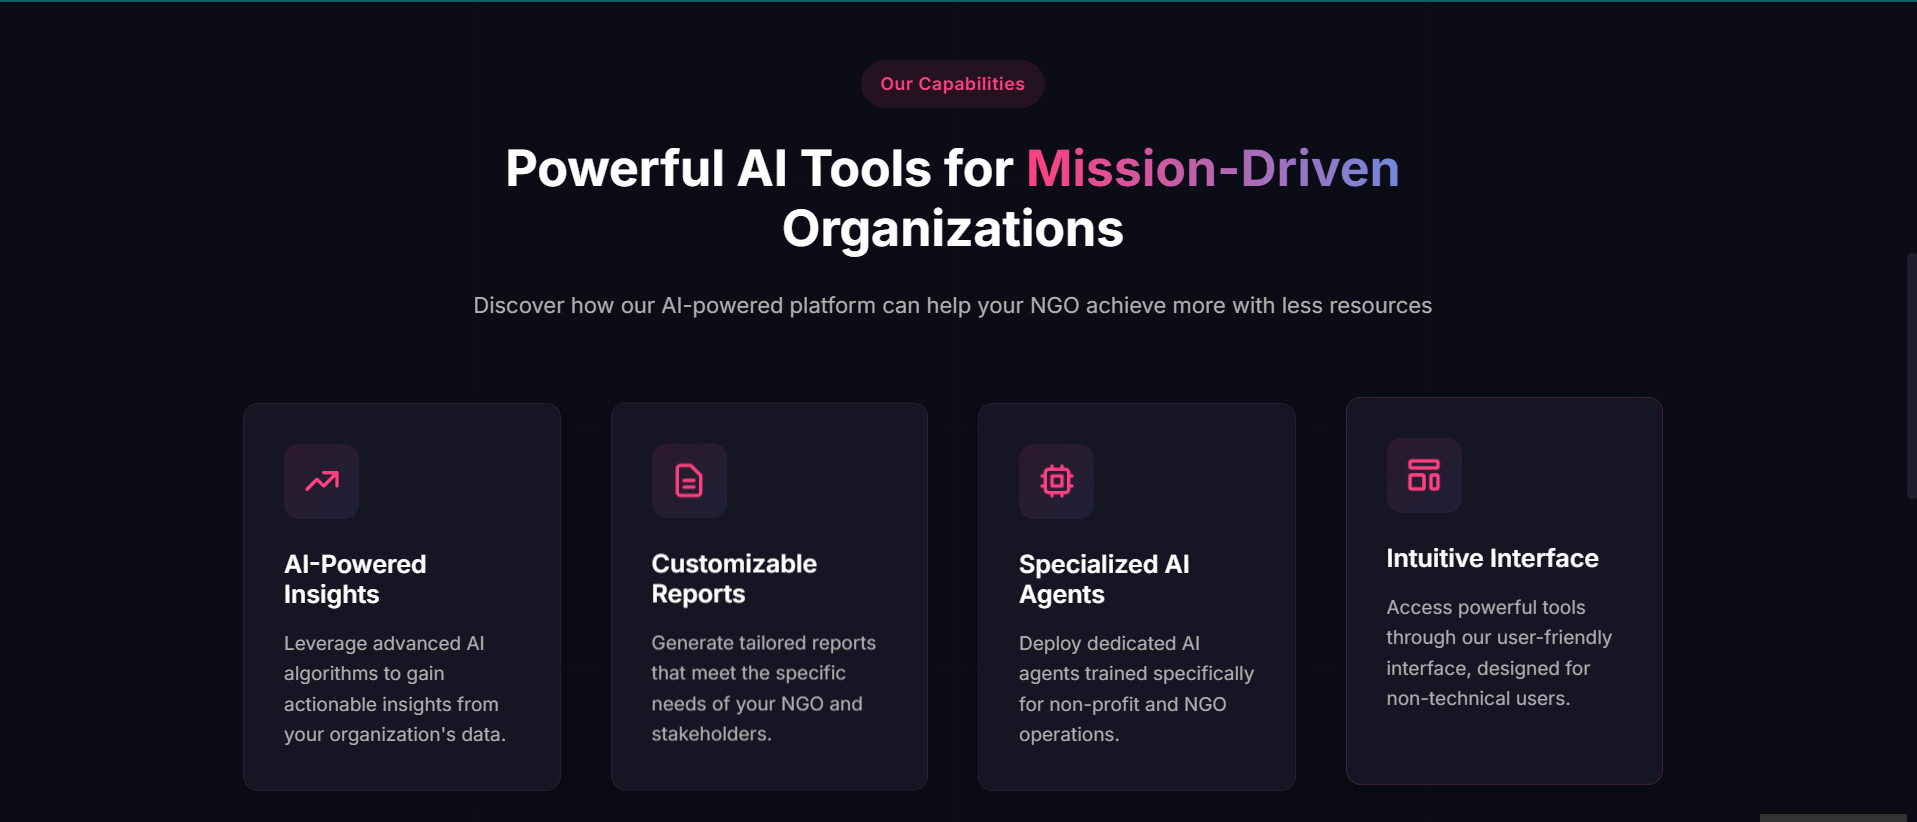 Our Capabilities
Powerful AI Tools for Mission-Driven
Organizations
Discover how our AI-powered platform can help your NGO achieve more with less resources
AI-Powered
Insights
Leverage advanced AI
algorithms to gain
actionable insights from
your organization's data.
Customizable
Reports
Generate tailored reports
that meet the specific
needs of your NGO and
stakeholders.
Specialized AI
Agents
Deploy dedicated AI
agents trained specifically
for non-profit and NGO
operations.
Intuitive Interface
Access powerful tools
through our user-friendly
interface, designed for
non-technical users.